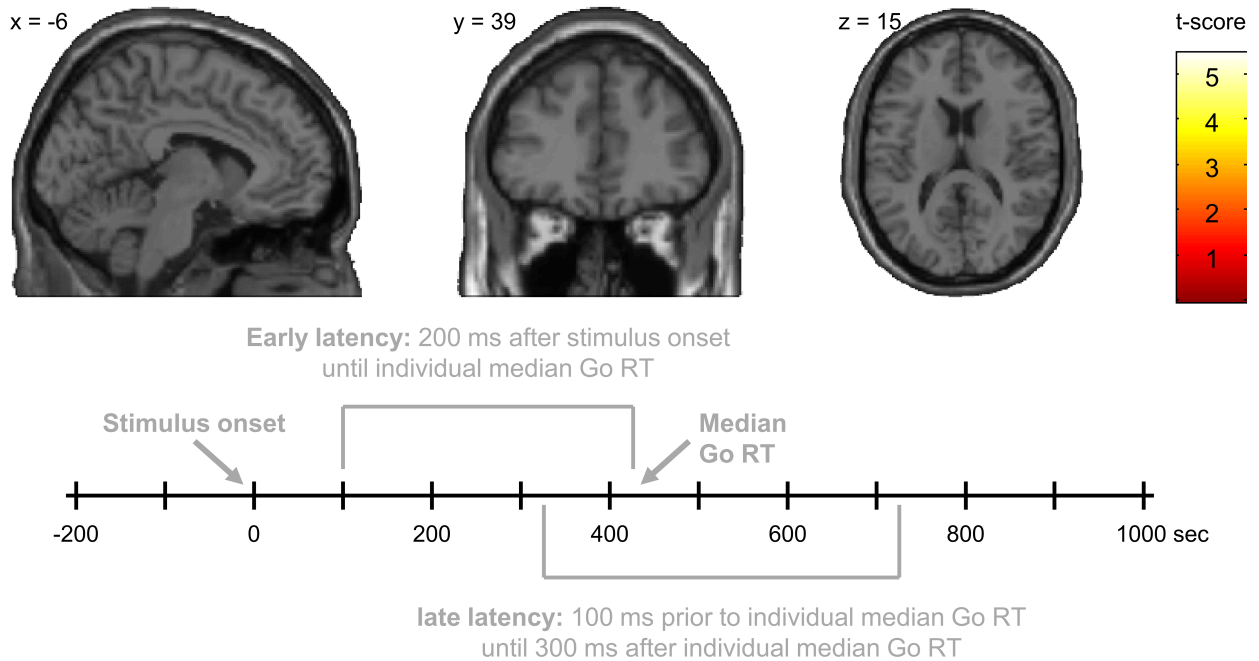 x = -6
y = 39
z = 15
t-score
5
4
3
2
1
Early latency: 200 ms after stimulus onset
until individual median Go RT
Stimulus onset
Median
Go RT
-200
0
200
400
600
800
1000 sec
late latency: 100 ms prior to individual median Go RT
until 300 ms after individual median Go RT